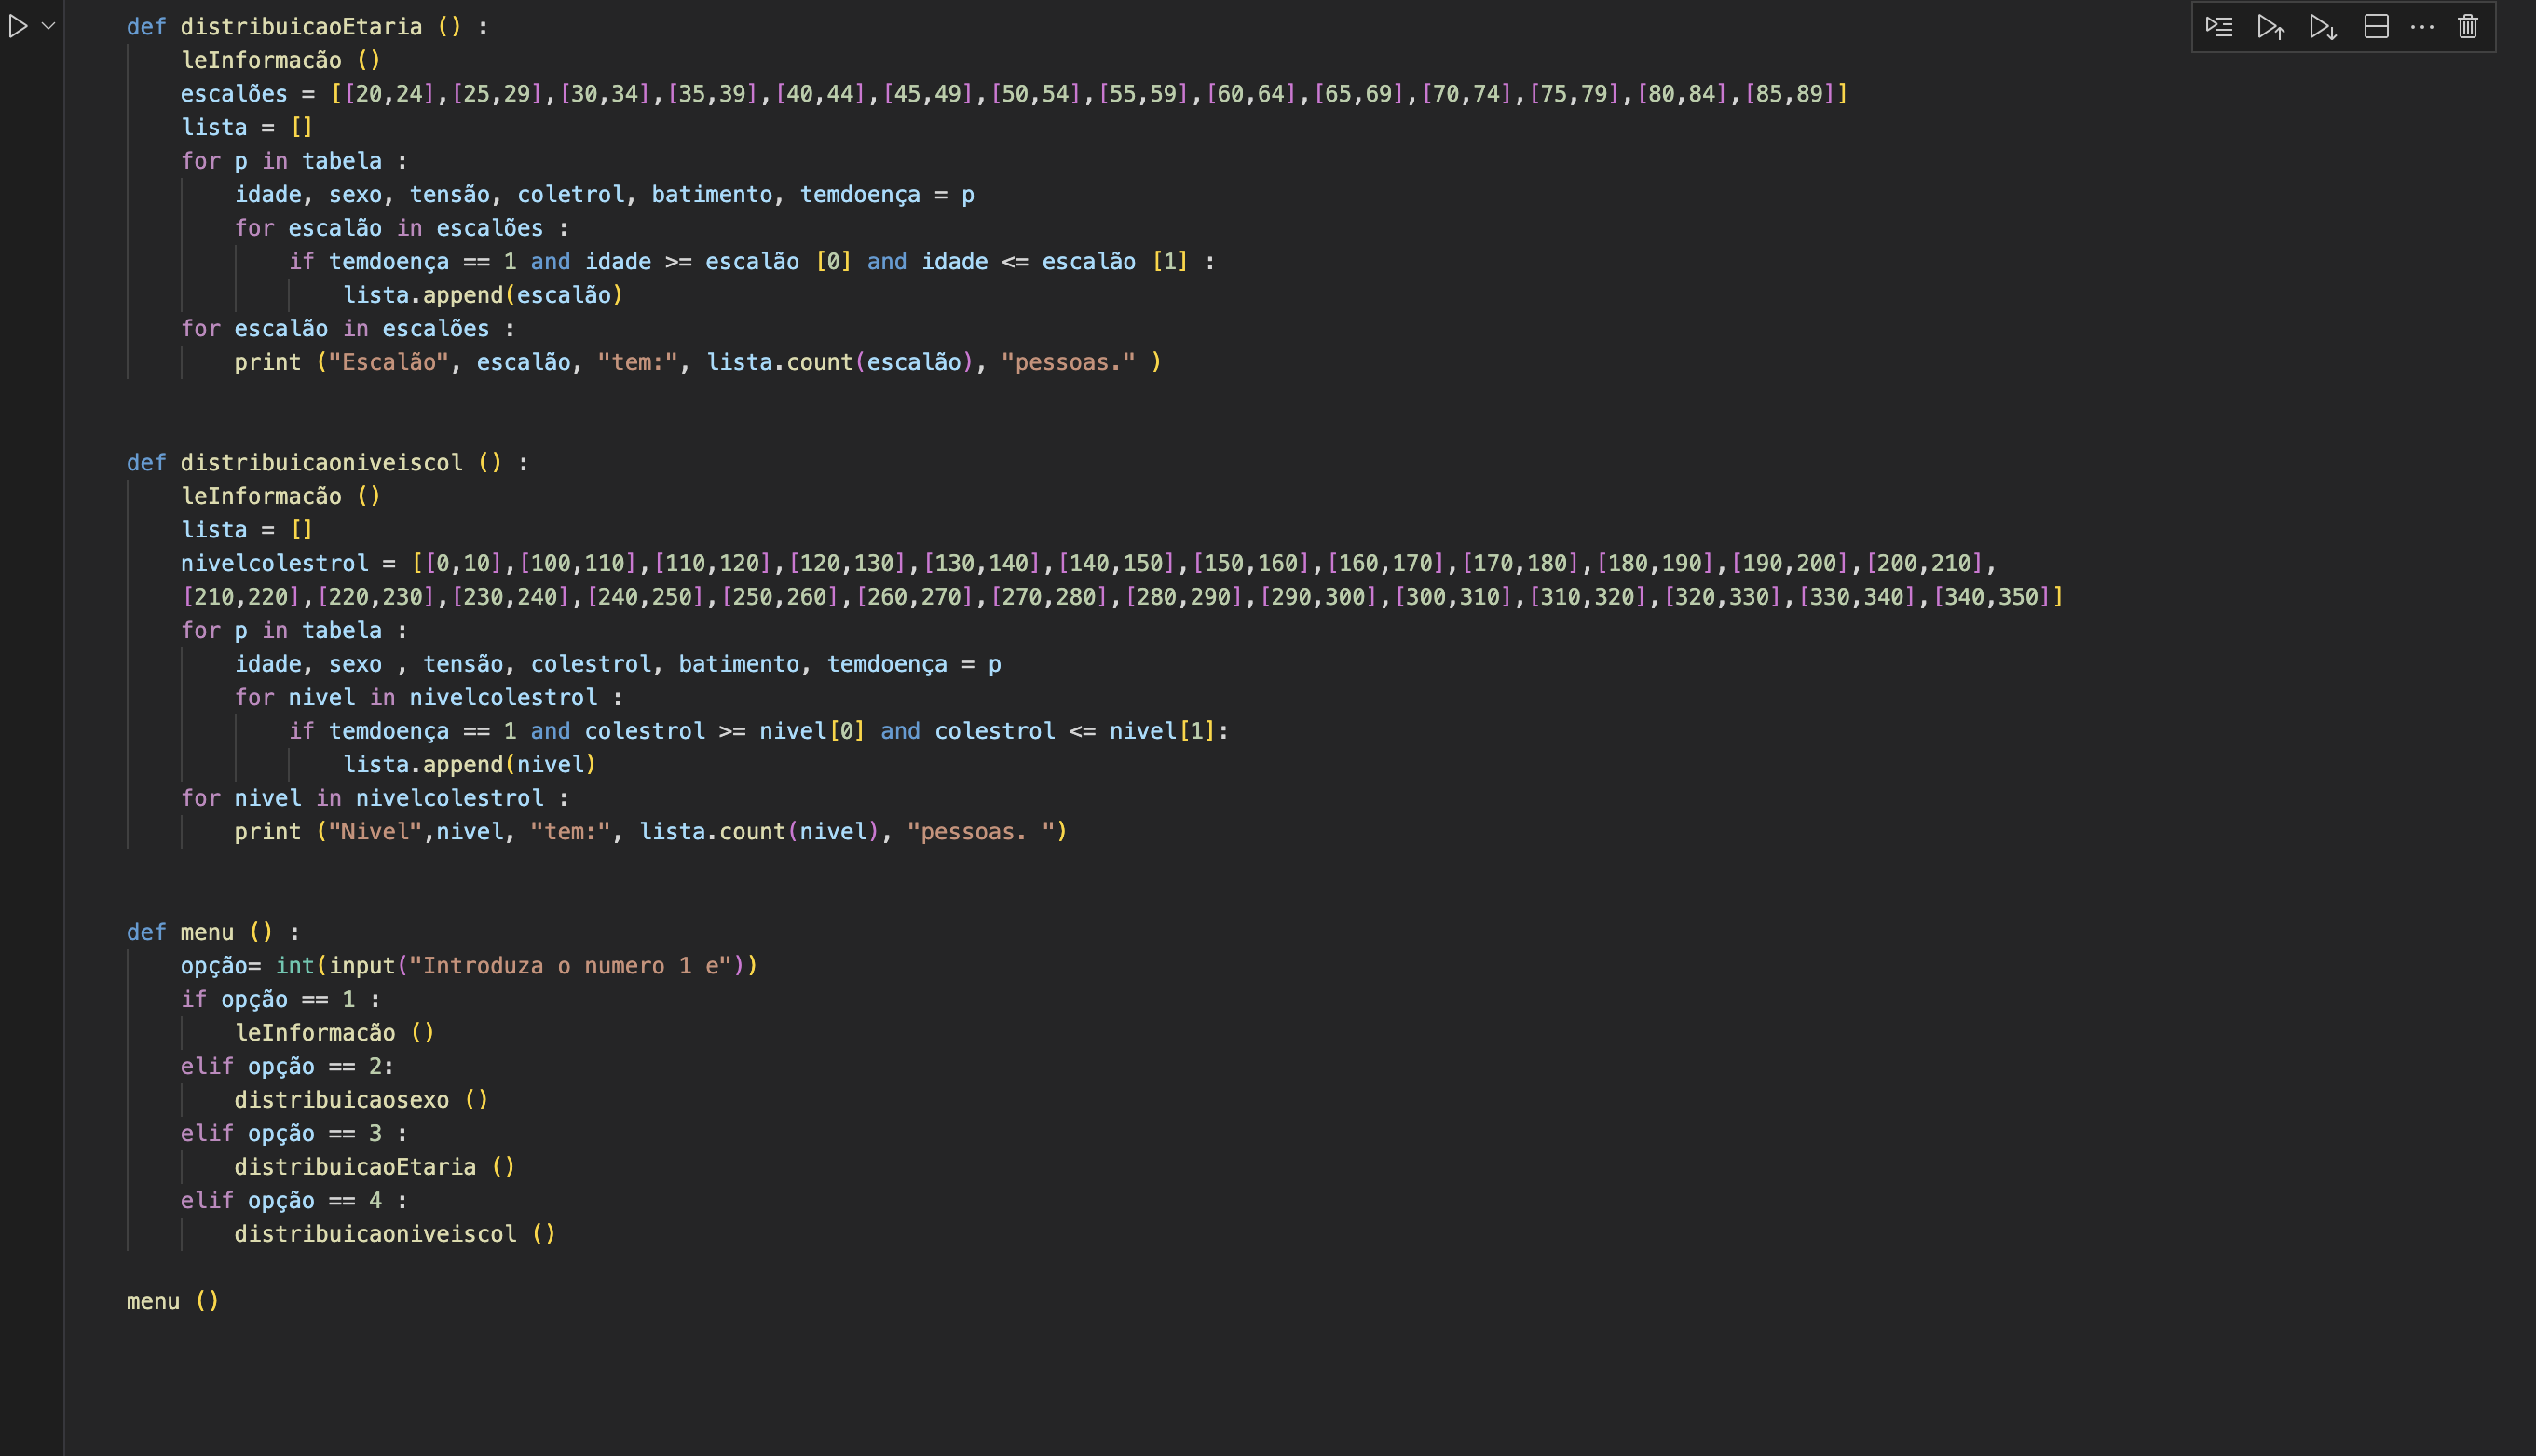 def distribuicaoEtaria () :
    leInformacão ()
    escalões = [[20,24],[25,29],[30,34],[35,39],[40,44],[45,49],[50,54],[55,59],[60,64],[65,69],[70,74],[75,79],[80,84],[85,89]]
    lista = []
    for p in tabela :
        idade, sexo, tensão, coletrol, batimento, temdoença = p
        for escalão in escalões :
            if temdoença == 1 and idade >= escalão [0] and idade <= escalão [1] :
                lista.append(escalão)
    for escalão in escalões :
        print ("Escalão", escalão, "tem:", lista.count(escalão), "pessoas." )
def distribuicaoniveiscol () :
    leInformacão ()
    lista = []
    nivelcolestrol = [[0,10],[100,110],[110,120],[120,130],[130,140],[140,150],[150,160],[160,170],[170,180],[180,190],[190,200],[200,210],
    [210,220],[220,230],[230,240],[240,250],[250,260],[260,270],[270,280],[280,290],[290,300],[300,310],[310,320],[320,330],[330,340],[340,350]]
    for p in tabela :
        idade, sexo , tensão, colestrol, batimento, temdoença = p
        for nivel in nivelcolestrol :
            if temdoença == 1 and colestrol >= nivel[0] and colestrol <= nivel[1]:
                lista.append(nivel)
    for nivel in nivelcolestrol :
        print ("Nivel",nivel, "tem:", lista.count(nivel), "pessoas. ")
def menu () :
    opção= int(input("Introduza o numero 1 e"))
    if opção == 1 :
        leInformacão ()
    elif opção == 2:
        distribuicaosexo ()
    elif opção == 3 :
        distribuicaoEtaria ()
    elif opção == 4 :
        distribuicaoniveiscol ()
menu ()